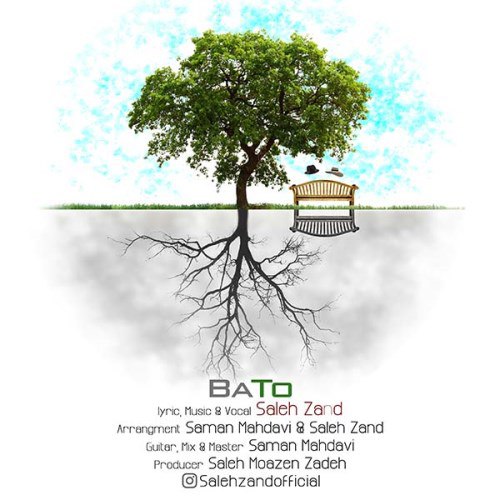 BaTo
lyric, Music & Vocal Saleh Zand
Arrangment Saman Mahdavi & Saleh Zand
Guitar, Mix & Master Saman Mahdavi
Producer Saleh Moazen Zadeh
Salehzandofficial